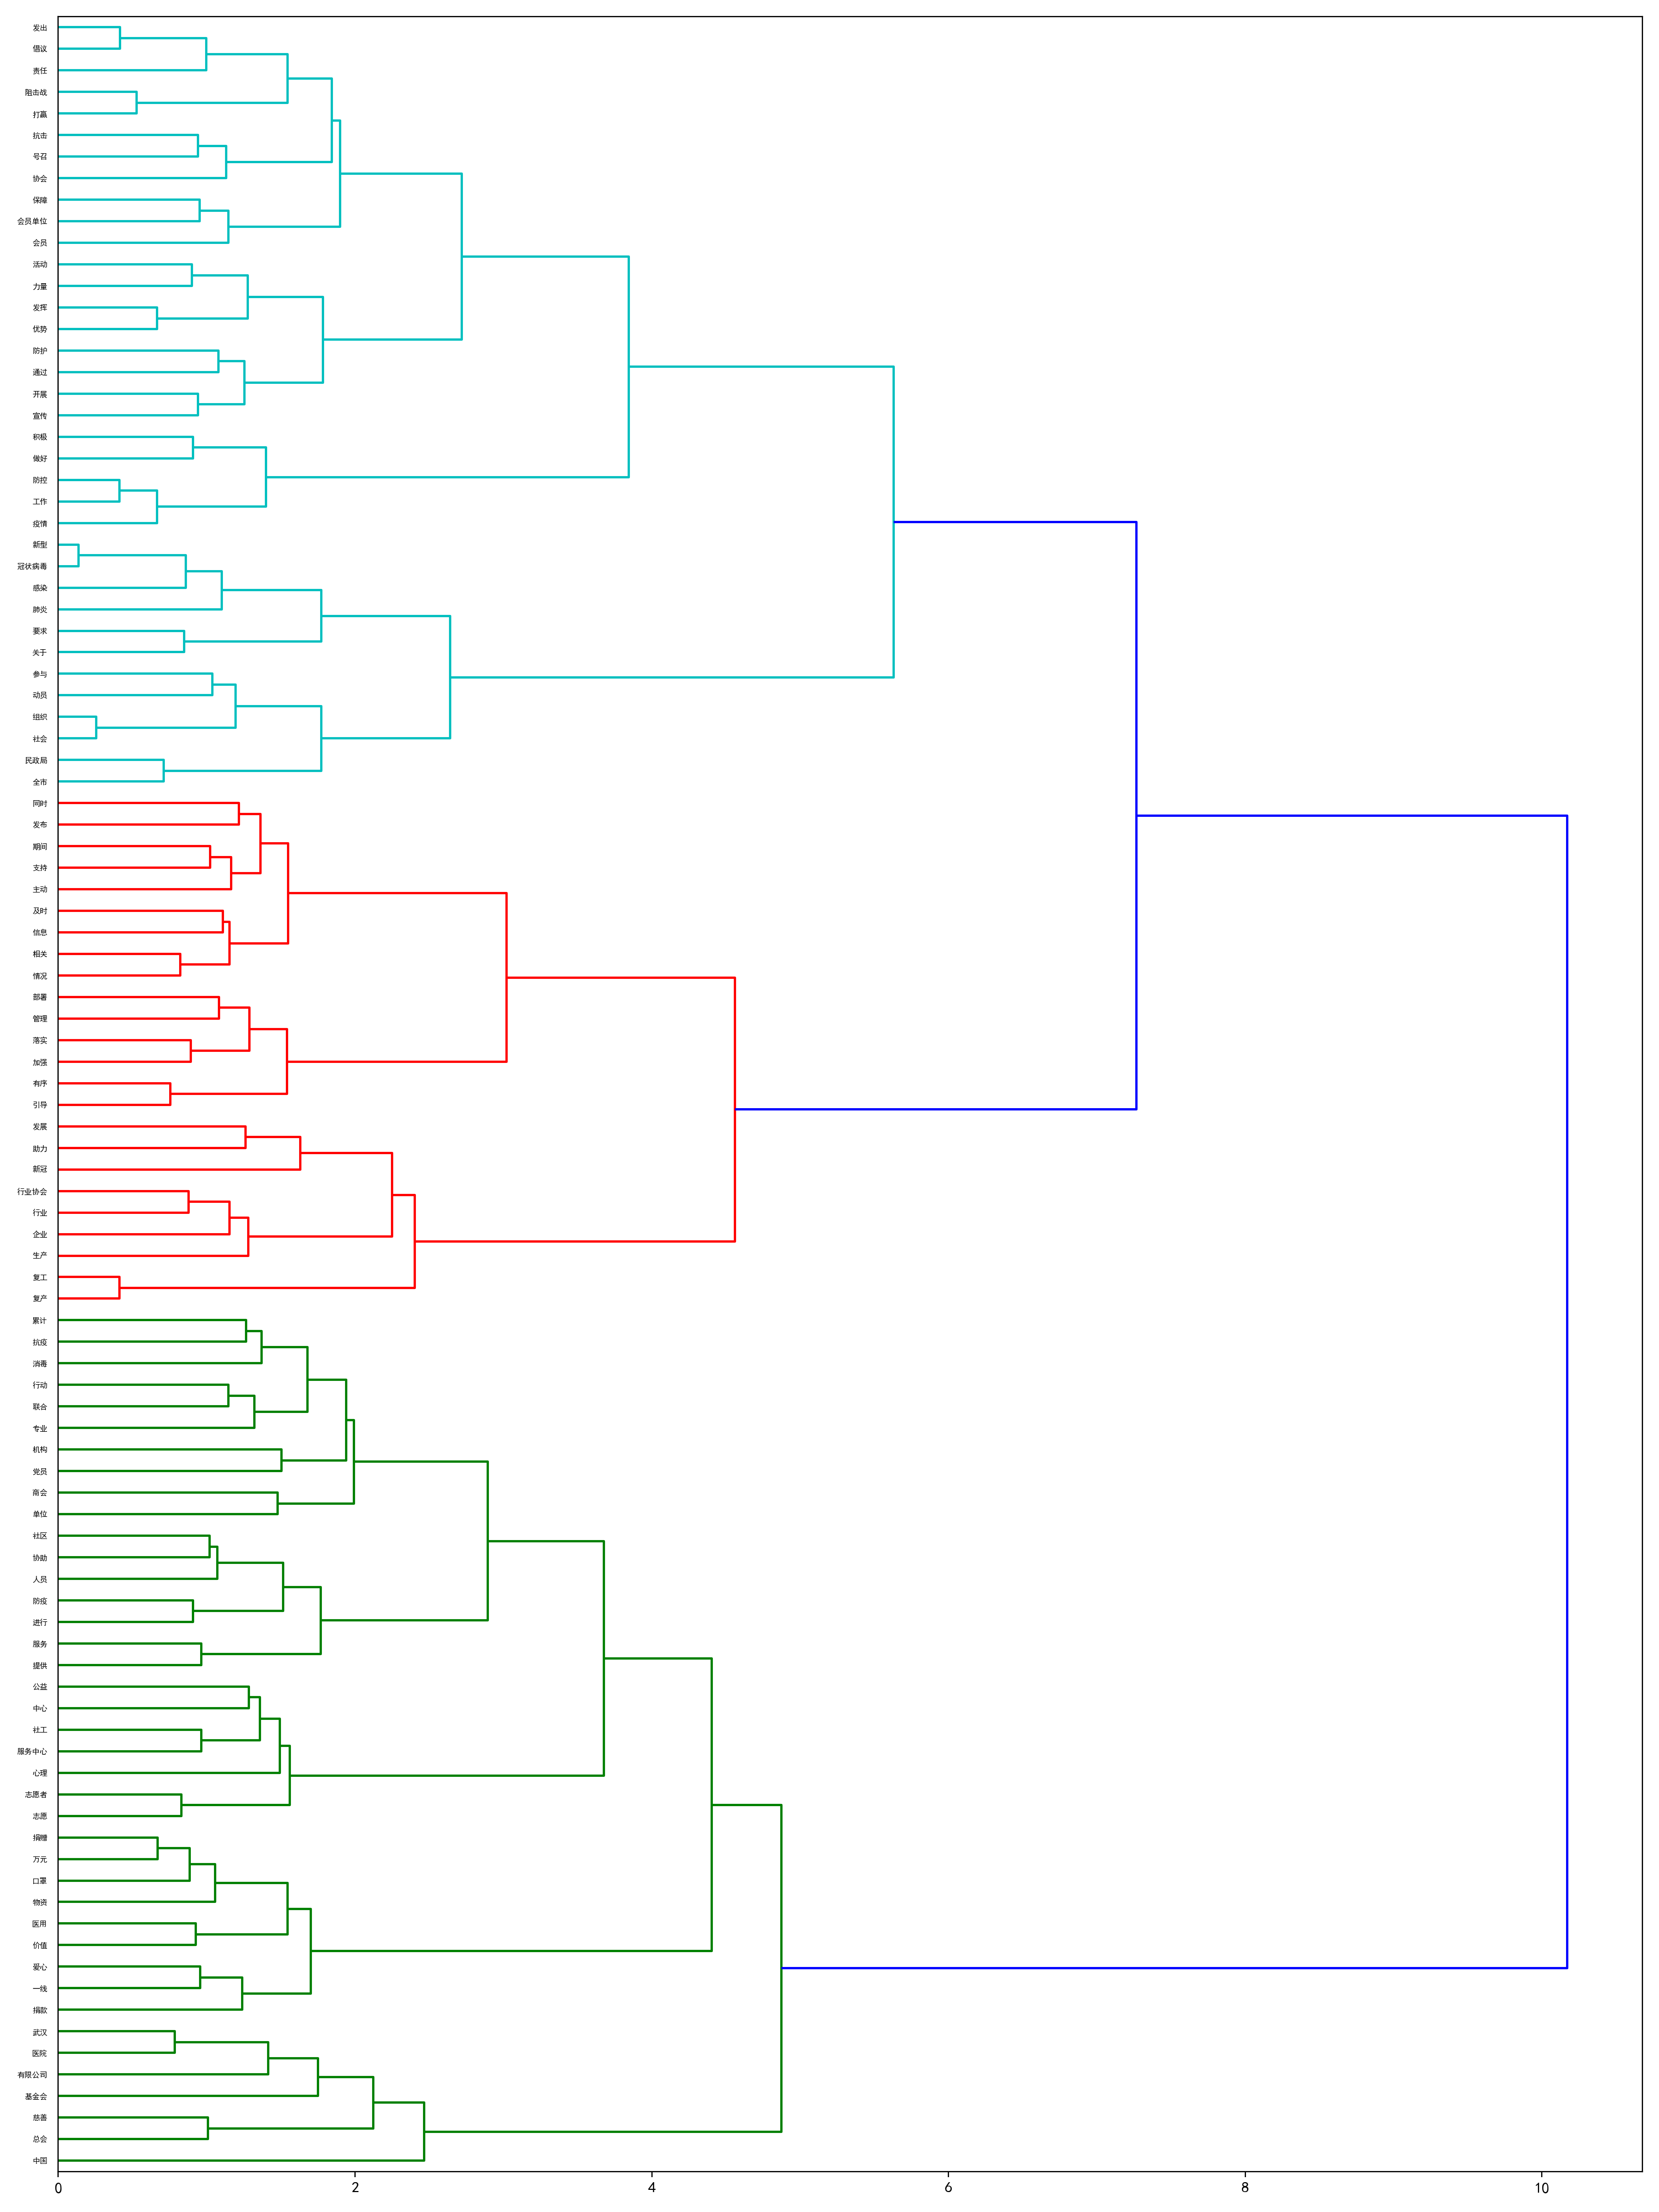 发出
倡议
责任
阻击战
打赢
抗击
号召
协会
保障
会员单位
会员
活动
力量
发挥
优势
防护
通过
开展
宣传
积极
做好
防控
工作
疫情
新型
冠状病毒
感染
肺炎
要求
关于
参与
动员
组织
社会
民政局
全市
同时
发布
期间
支持
主动
及时
信息
相关
情况
部署
管理
落实
加强
有序
引导
发展
助力
新冠
行业协会
行业
企业
生产
复工
复产
累计
抗疫
消毒
行动
联合
专业
机构
党员
商会
单位
社区
协助
人员
防疫
进行
服务
提供
公益
中心
社工
服务中心
心理
志愿者
志愿
捐赠
万元
口罩
物资
医用
价值
爱心
一线
捐款
武汉
医院
有限公司
基金会
慈善
总会
中国
0 2 4 6 8 10